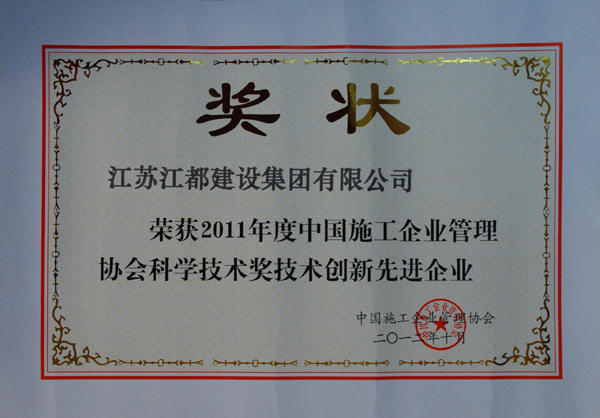 奖状
江苏江都建设集团有限公司
荣获2011年度中国施工企业管理
协会科学技术奖技术创新先进企业
中国施工企业管理协会
二〇一二年十月